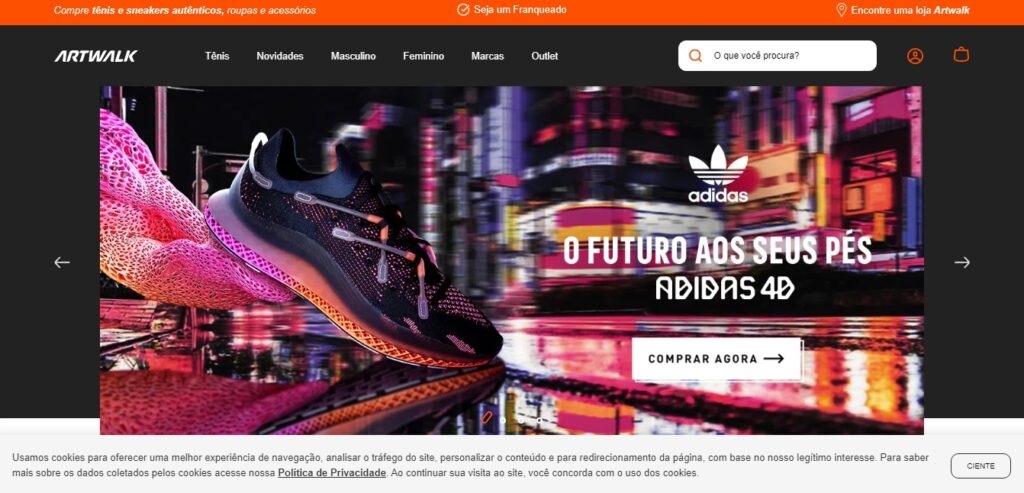 Compre tênis e sneakers autênticos, roupas e acessórios
Seja um Franqueado
Encontre uma loja Artwalk
ARTWALK
Tênis
Novidades
Masculino
Feminino
Marcas
Outlet
O que você procura?
adidas
O FUTURO AOS SEUS PÉS
ADIDAS 4D
COMPRAR AGORA
Usamos cookies para oferecer uma melhor experiência de navegação, analisar o tráfego do site, personalizar o conteúdo e para redirecionamento da página, com base no nosso legítimo interesse. Para saber
mais sobre os dados coletados pelos cookies acesse nossa Política de Privacidade. Ao continuar sua visita ao site, você concorda com o uso dos cookies.
CIENTE